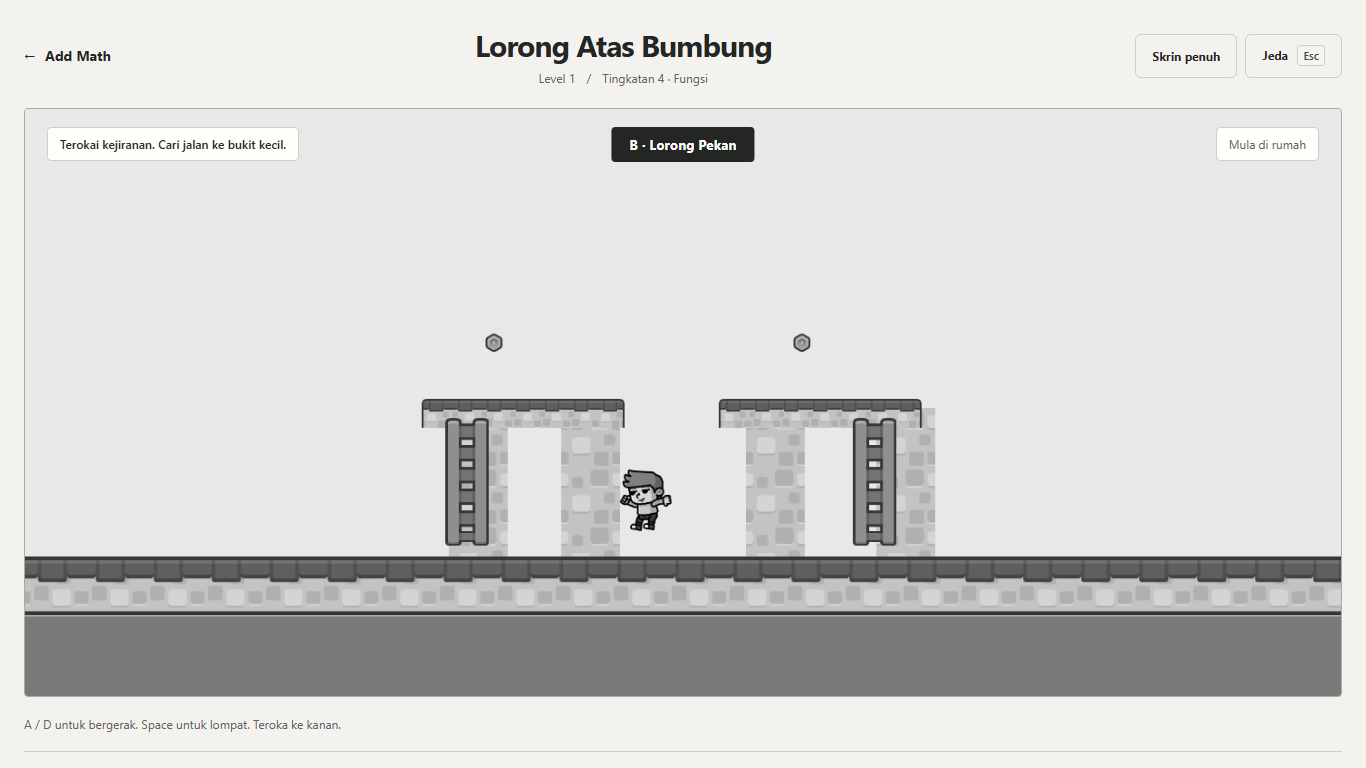 ← Add Math
Lorong Atas Bumbung
Level 1 / Tingkatan 4 · Fungsi
Skrin penuh
Jeda Esc
Terokai kejiranan. Cari jalan ke bukit kecil.
B · Lorong Pekan
Mula di rumah
A / D untuk bergerak. Space untuk lompat. Teroka ke kanan.